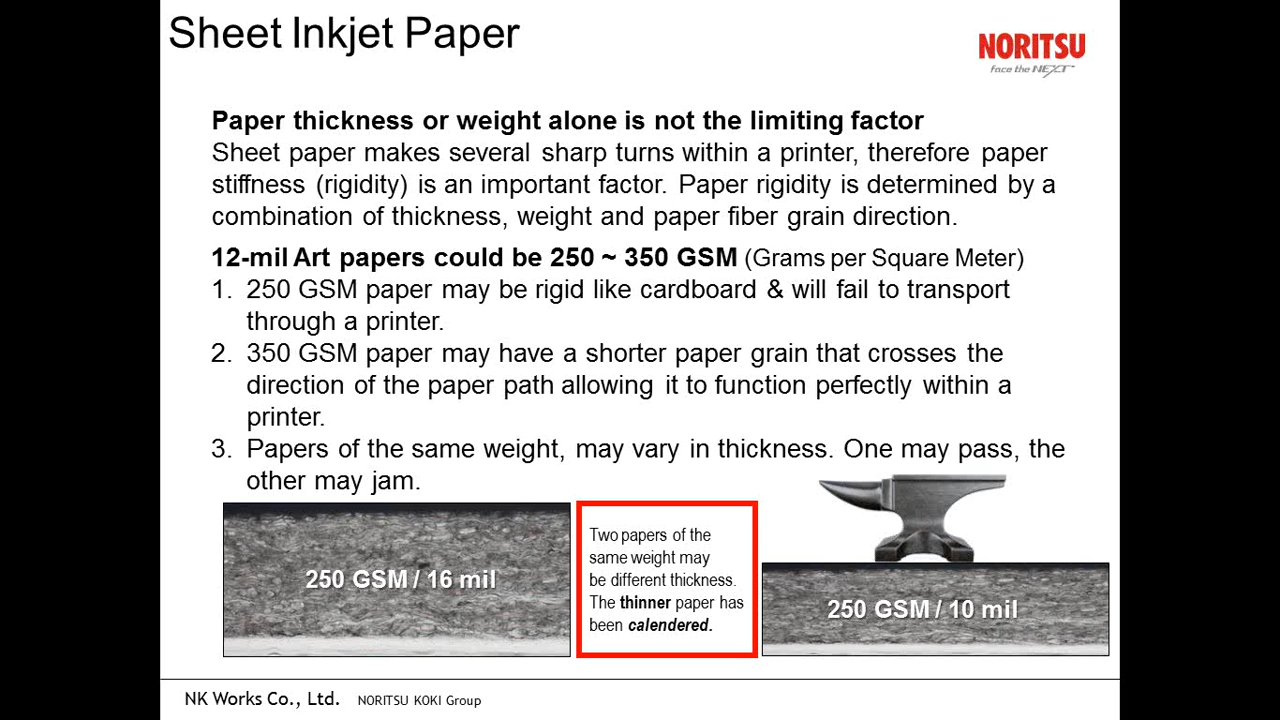 Sheet Inkjet Paper
NORITSU
face the NEXT™
Paper thickness or weight alone is not the limiting factor
Sheet paper makes several sharp turns within a printer, therefore paper
stiffness (rigidity) is an important factor. Paper rigidity is determined by a
combination of thickness, weight and paper fiber grain direction.
12-mil Art papers could be 250 ~ 350 GSM (Grams per Square Meter)
1. 250 GSM paper may be rigid like cardboard & will fail to transport
through a printer.
2. 350 GSM paper may have a shorter paper grain that crosses the
direction of the paper path allowing it to function perfectly within a
printer.
3. Papers of the same weight, may vary in thickness. One may pass, the
other may jam.
250 GSM / 16 mil
Two papers of the
same weight may
be different thickness.
The thinner paper has
been calendered.
250 GSM / 10 mil
NK Works Co., Ltd. NORITSU KOKI Group